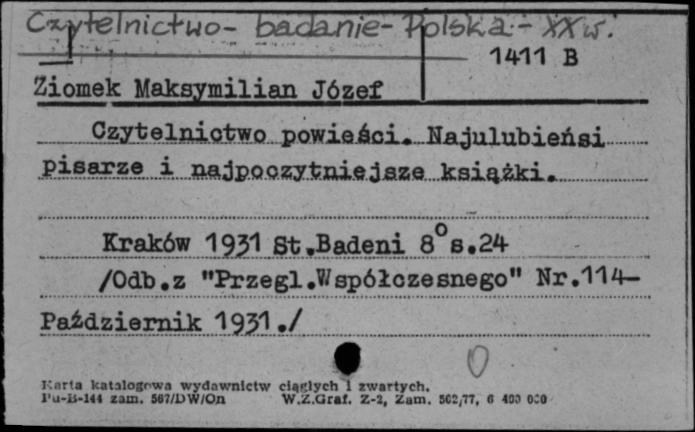 Czytelnictwo - badanie - Polska - XX w.
1411 B
Ziomek Maksymilian Józef
Czytelnictwo powieści. Najulubieńsi
pisarze i najpoczytniejsze książki.
Kraków 1931 St.Badeni 8° s.24
/Odb.z "Przegl.Współczesnego" Nr.114-
Październik 1931./
0
Karta katalogowa wydawnictw ciągłych i zwartych.
Pu-B-144 zam. 567/DW/On W.Z.Graf. Z-2, Zam. 502/77, 6 400 000